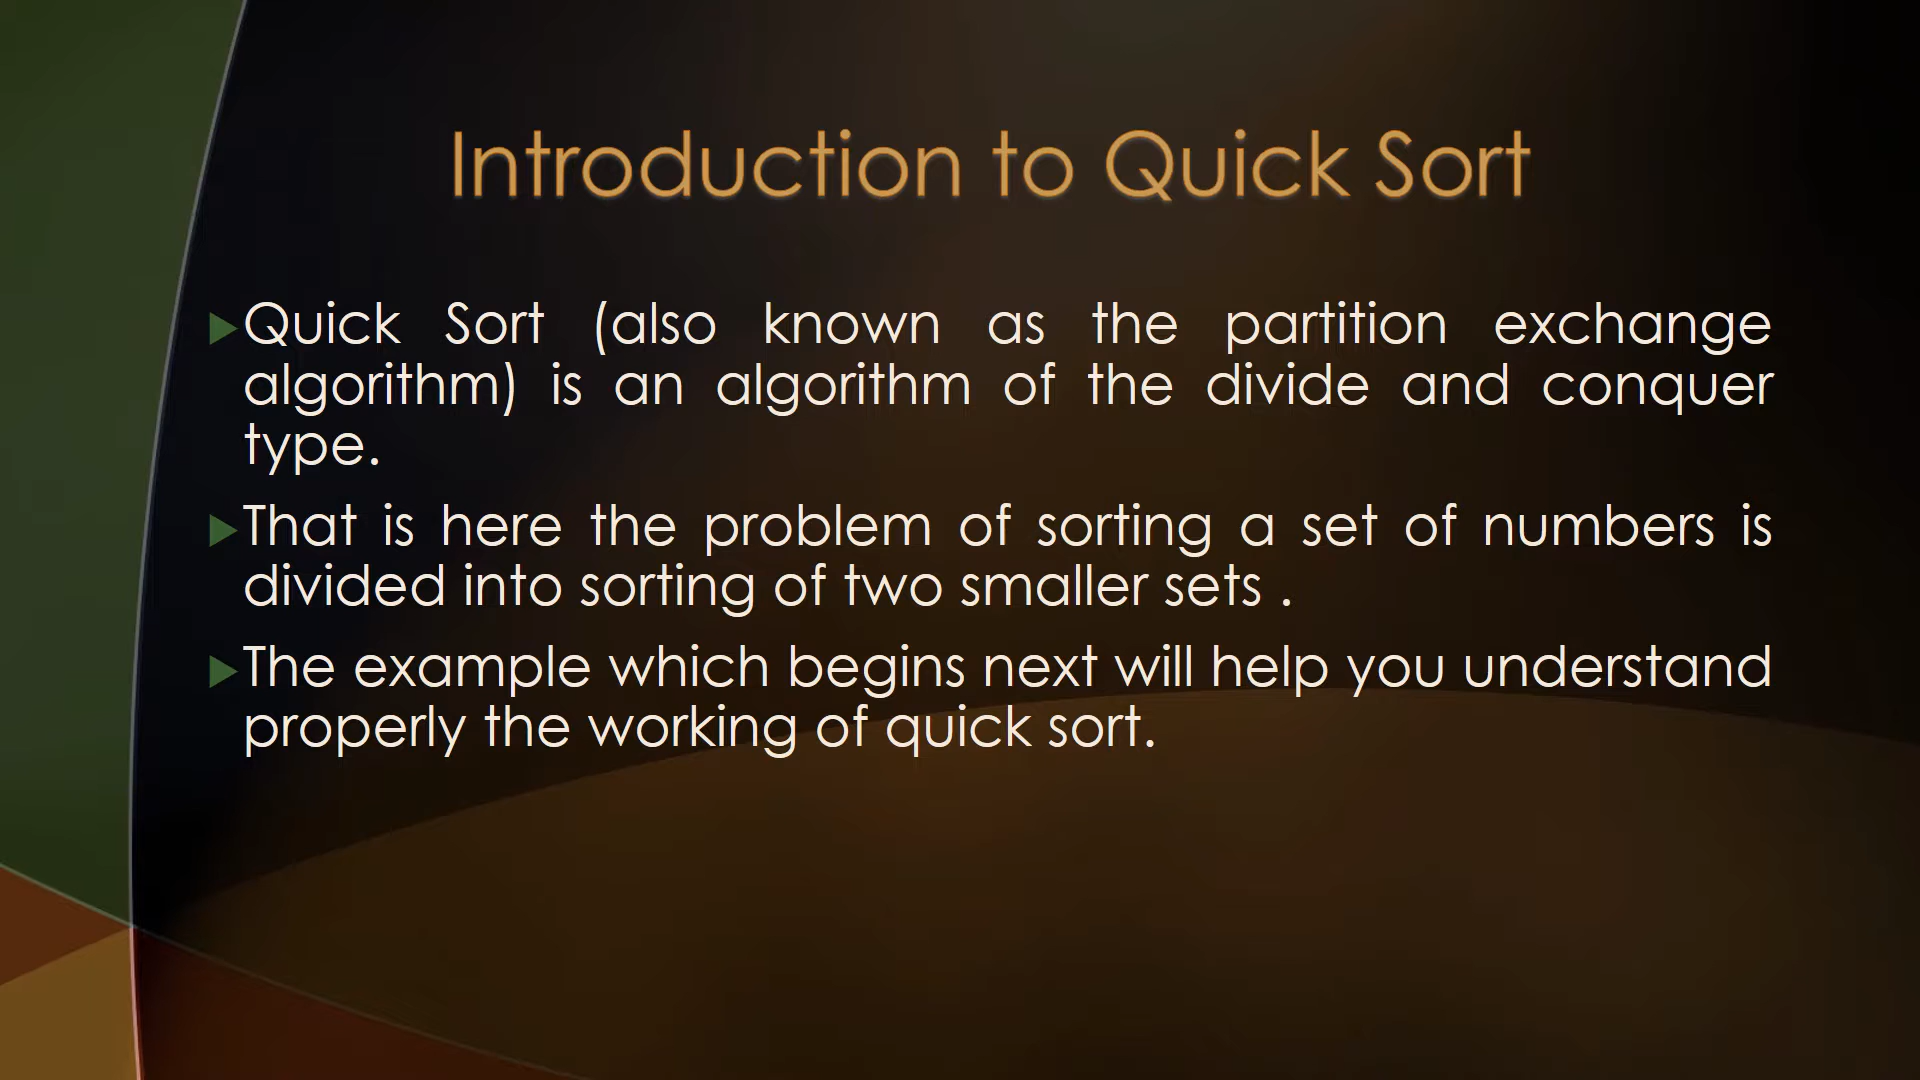 Introduction to Quick Sort
Quick Sort (also known as the partition exchange
algorithm) is an algorithm of the divide and conquer
type.
That is here the problem of sorting a set of numbers is
divided into sorting of two smaller sets .
The example which begins next will help you understand
properly the working of quick sort.